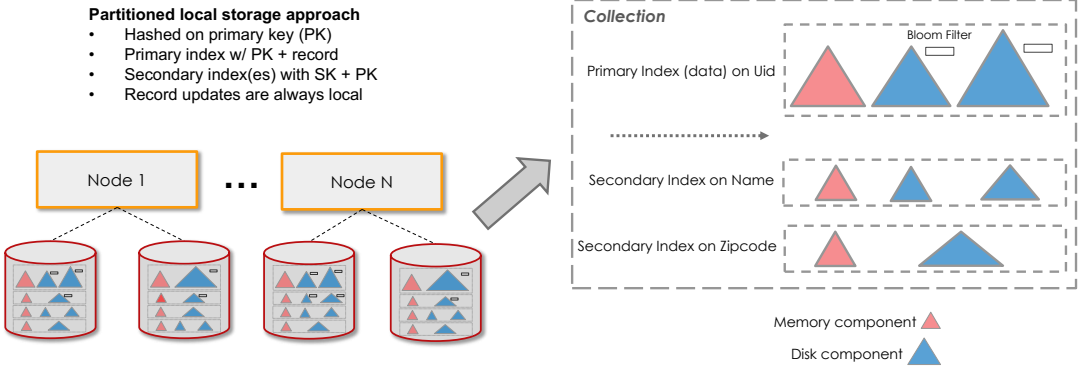 Partitioned local storage approach
• Hashed on primary key (PK)
• Primary index w/ PK + record
• Secondary index(es) with SK + PK
• Record updates are always local
Node 1
...
Node N
Collection
Bloom Filter
Primary Index (data) on Uid
Secondary Index on Name
Secondary Index on Zipcode
Memory component
Disk component